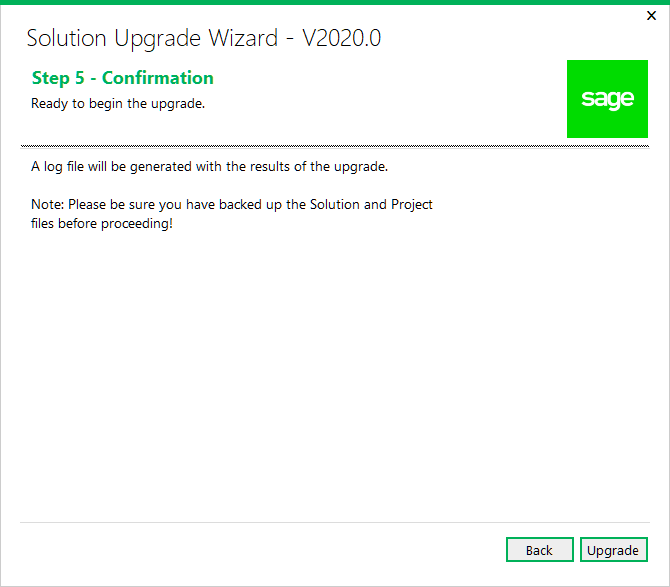 Solution Upgrade Wizard - V2020.0
Step 5 - Confirmation
Ready to begin the upgrade.
sage
A log file will be generated with the results of the upgrade.
Note: Please be sure you have backed up the Solution and Project
files before proceeding!
Back
Upgrade